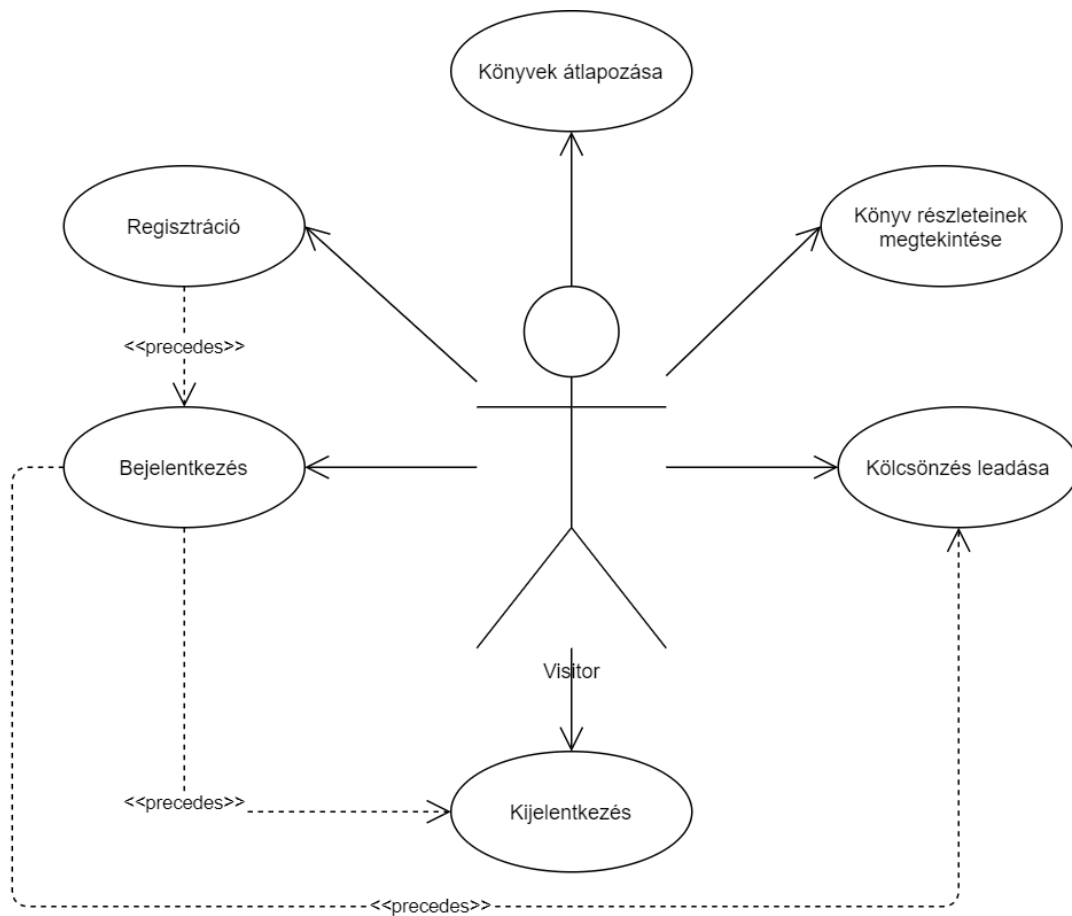 Könyvek átlapozása
Regisztráció
Könyv részleteinek
megtekintése
<<precedes>>
Bejelentkezés
Kölcsönzés leadása
Visitor
<<precedes>>
Kijelentkezés
<<precedes>>